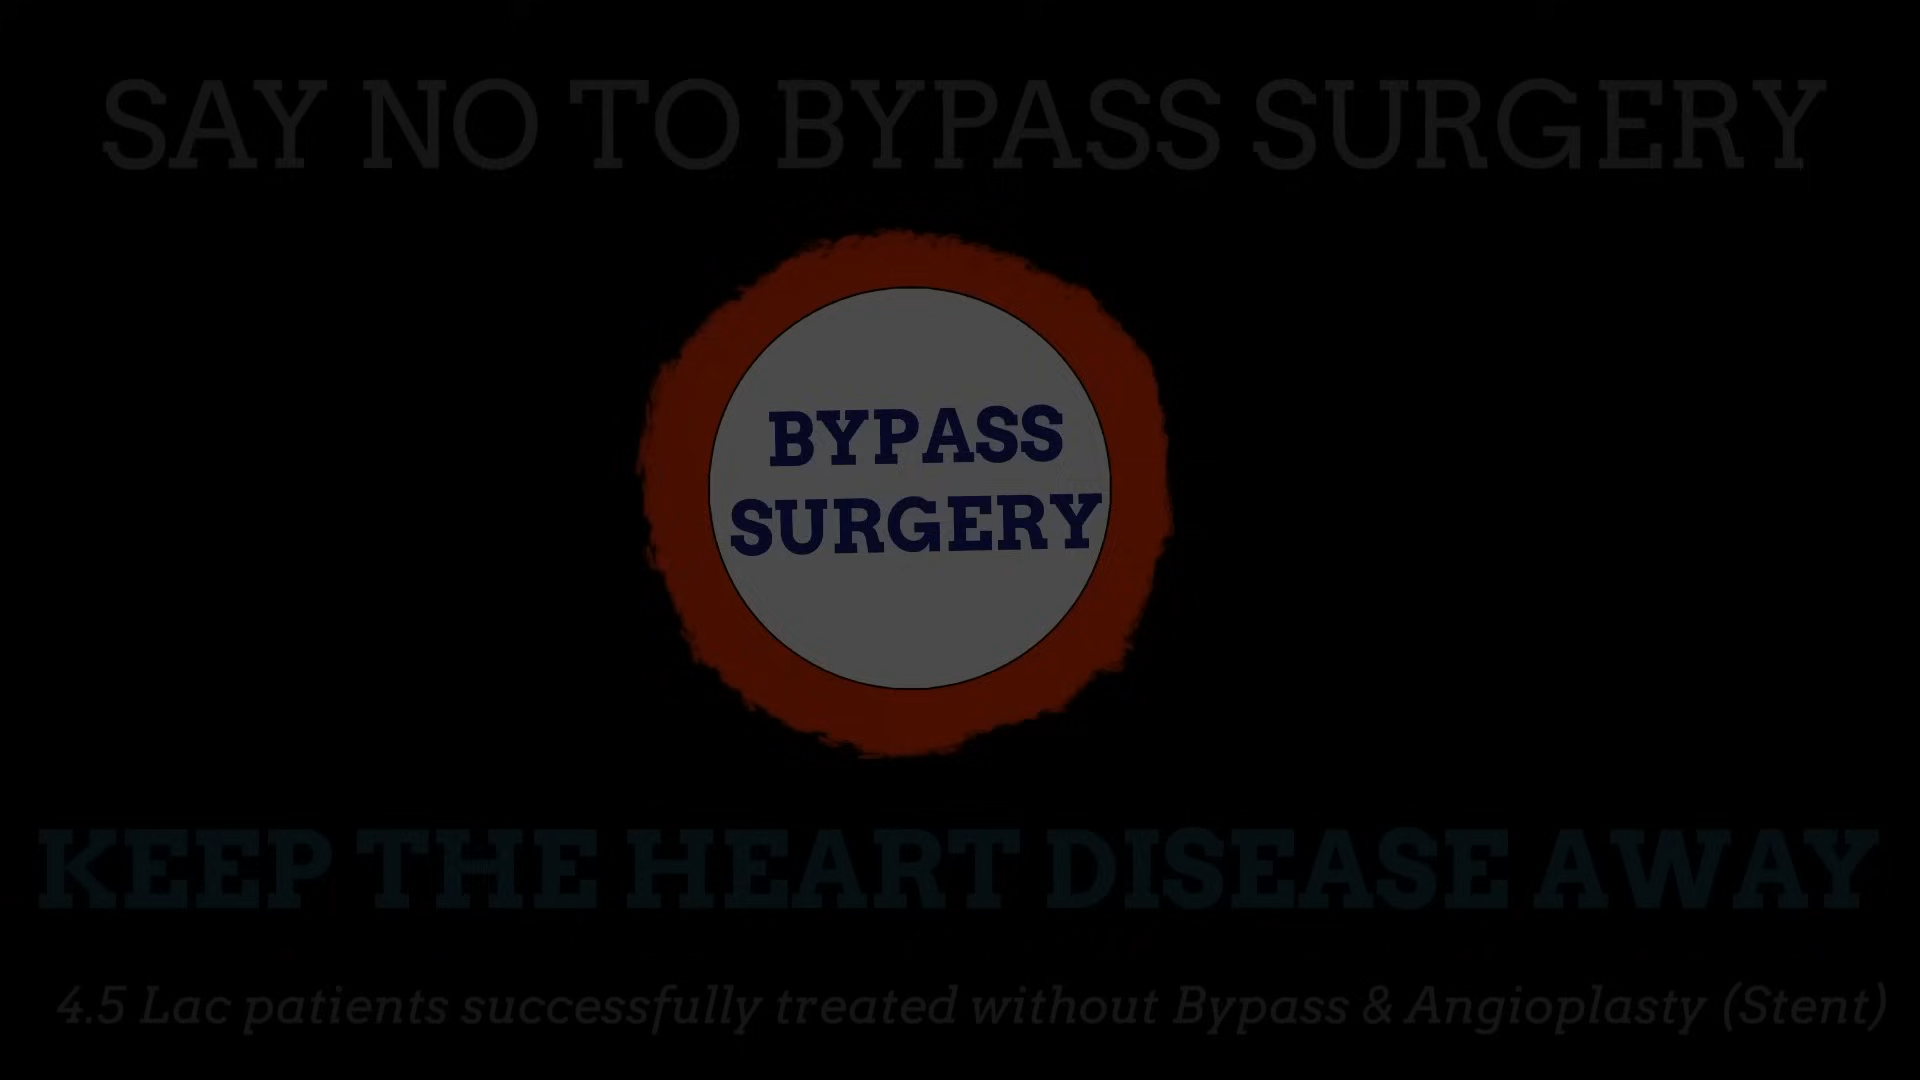 SAY NO TO BYPASS SURGERY
BYPASS
SURGERY
KEEP THE HEART DISEASE AWAY
4.5 Lac patients successfully treated without Bypass & Angioplasty (Stent)